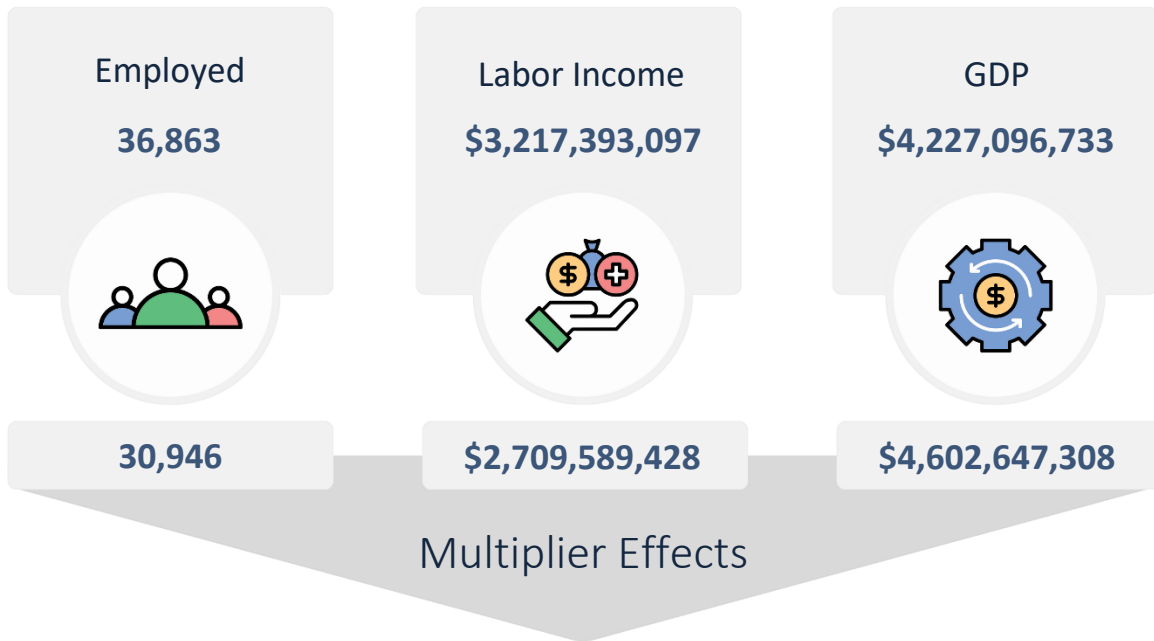 Employed
36,863
Labor Income
$3,217,393,097
GDP
$4,227,096,733
30,946
$2,709,589,428
$4,602,647,308
Multiplier Effects